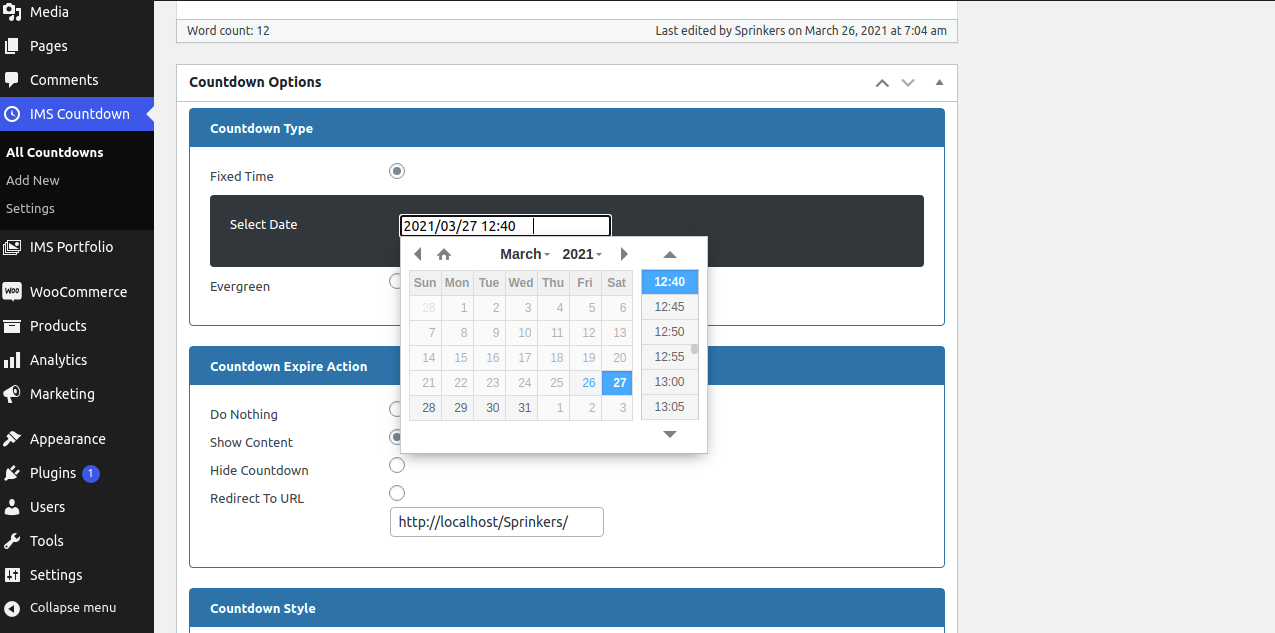 Media
Pages
Comments
IMS Countdown
All Countdowns
Add New
Settings
IMS Portfolio
WOO WooCommerce
Products
Analytics
Marketing
Appearance
Plugins 1
Users
Tools
Settings
Collapse menu
Word count: 12 Last edited by Sprinkers on March 26, 2021 at 7:04 am
Countdown Options
Countdown Type
Fixed Time
Select Date 2021/03/27 12:40
March 2021
Sun Mon Tue Wed Thu Fri Sat
28 1 2 3 4 5 6
7 8 9 10 11 12 13
14 15 16 17 18 19 20
21 22 23 24 25 26 27
28 29 30 31 1 2 3
12:40
12:45
12:50
12:55
13:00
13:05
Evergreen
Countdown Expire Action
Do Nothing
Show Content
Hide Countdown
Redirect To URL
http://localhost/Sprinkers/
Countdown Style